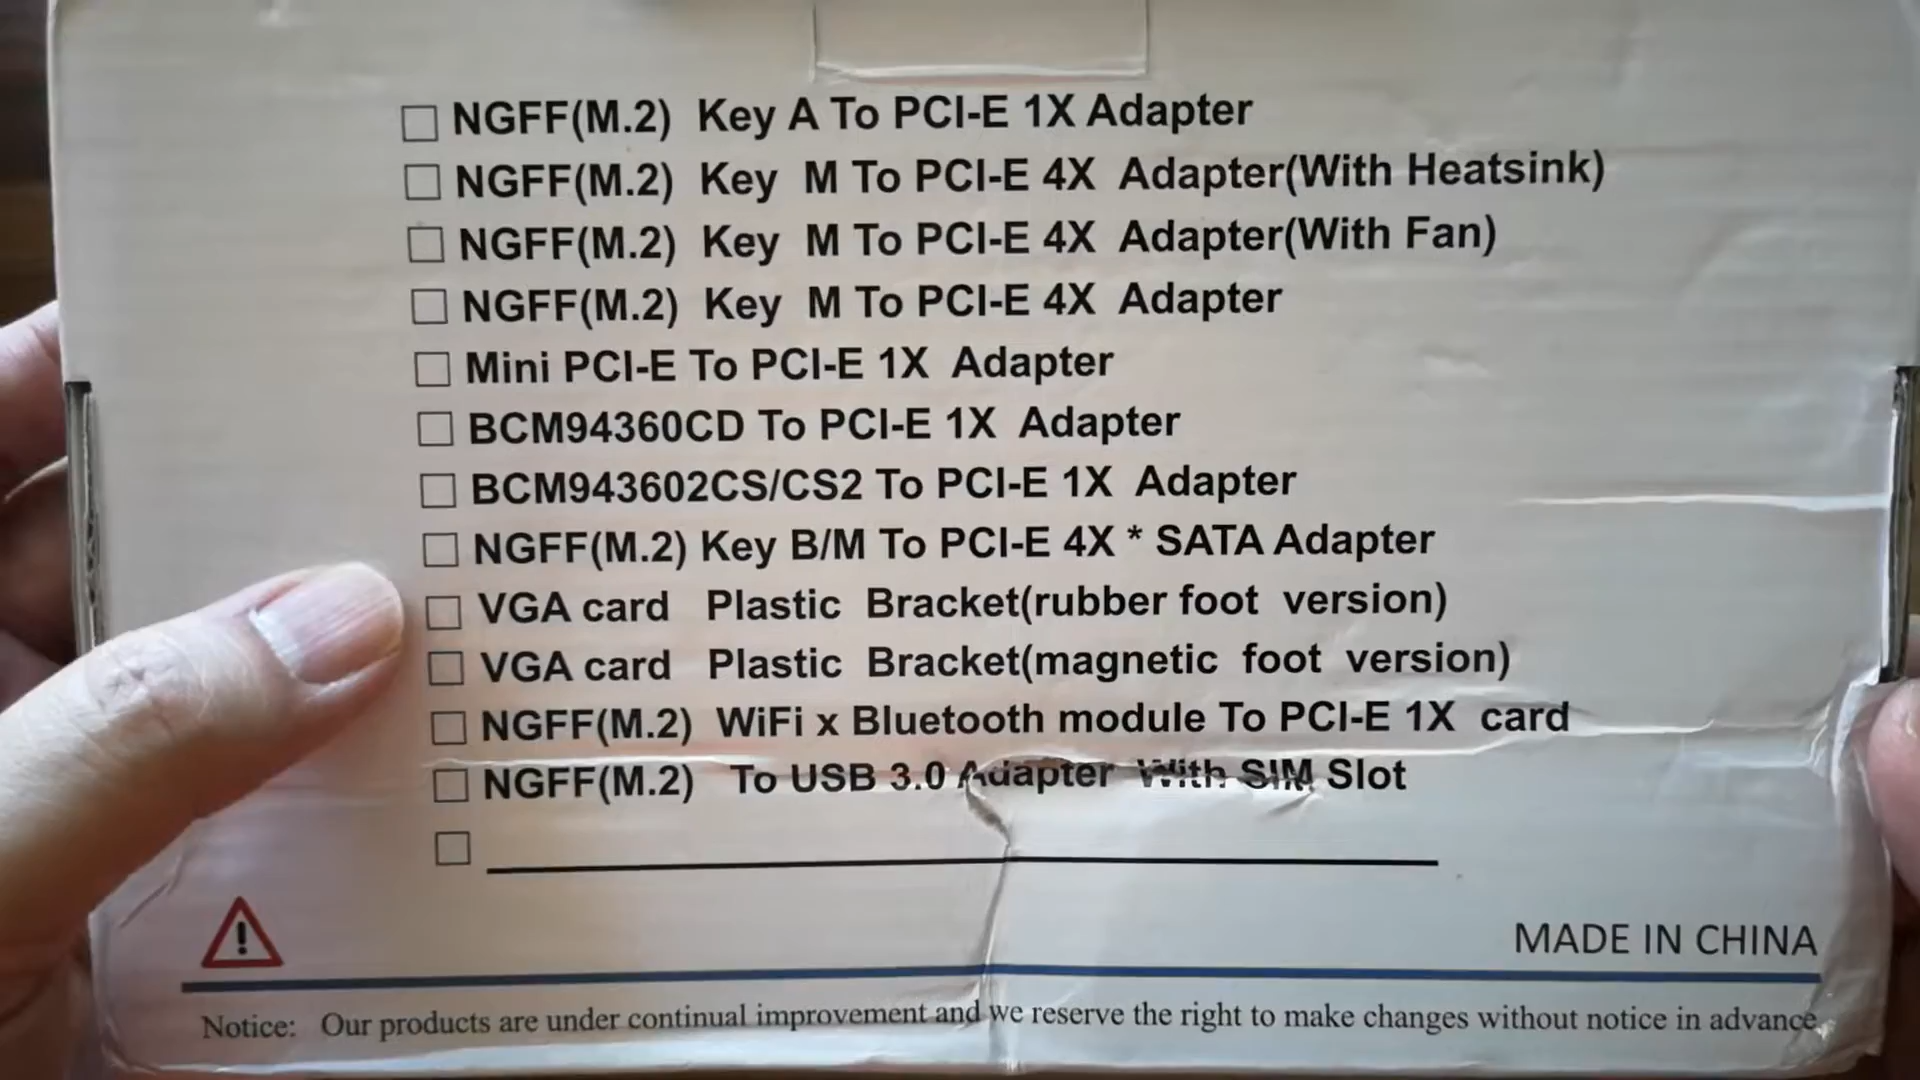 NGFF(M.2) Key A To PCI-E 1X Adapter
NGFF(M.2) Key M To PCI-E 4X Adapter(With Heatsink)
NGFF(M.2) Key M To PCI-E 4X Adapter(With Fan)
NGFF(M.2) Key M To PCI-E 4X Adapter
Mini PCI-E To PCI-E 1X Adapter
BCM94360CD To PCI-E 1X Adapter
BCM943602CS/CS2 To PCI-E 1X Adapter
NGFF(M.2) Key B/M To PCI-E 4X * SATA Adapter
VGA card Plastic Bracket(rubber foot version)
VGA card Plastic Bracket(magnetic foot version)
NGFF(M.2) WiFi x Bluetooth module To PCI-E 1X card
NGFF(M.2) To USB 3.0 Adapter With SIM Slot
MADE IN CHINA
Notice: Our products are under continual improvement and we reserve the right to make changes without notice in advance.